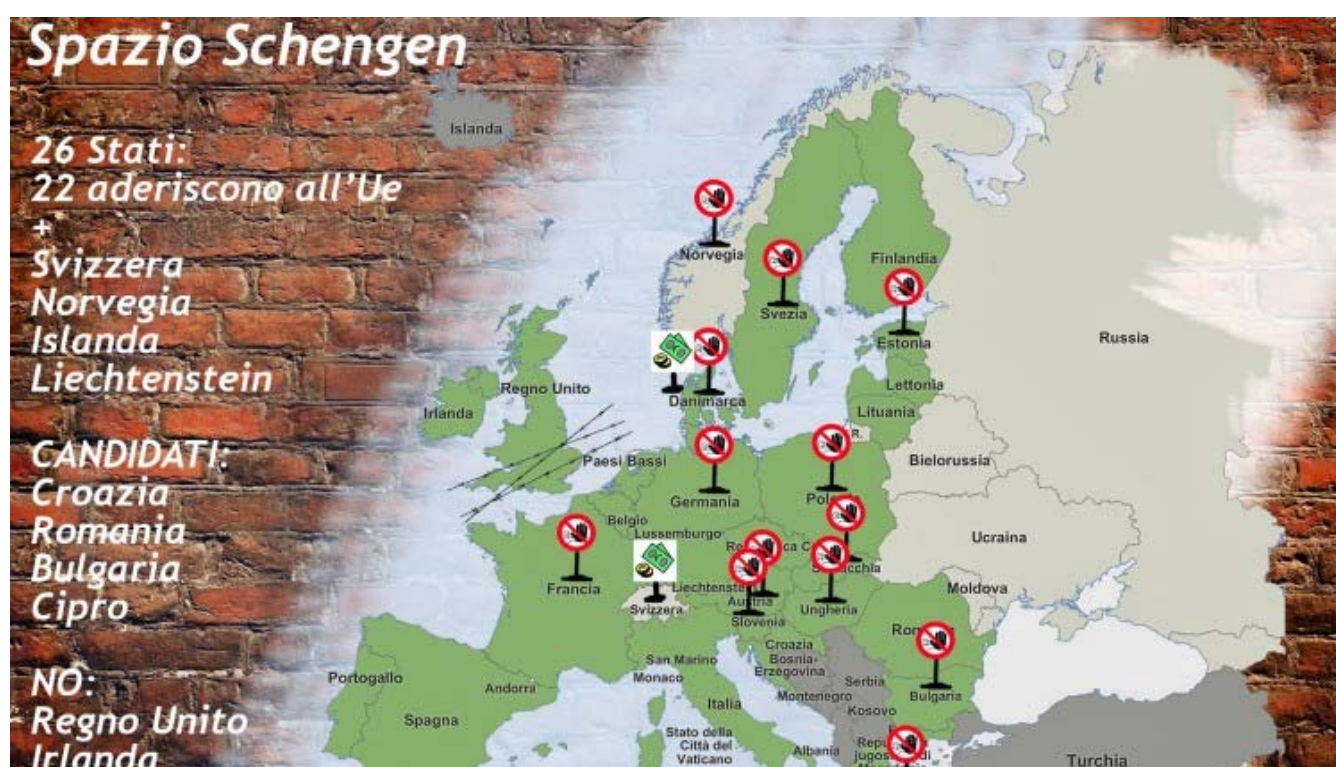 Spazio Schengen
26 Stati:
22 aderiscono all'Ue
+
Svizzera
Norvegia
Islanda
Liechtenstein
CANDIDATI:
Croazia
Romania
Bulgaria
Cipro
NO:
Regno Unito
Irlanda
Islanda
Norvegia
Finlandia
Svezia
Estonia
Russia
Lettonia
Danimarca
Lituania
R.
Regno Unito
Irlanda
Paesi Bassi
Bielorussia
Germania
Belgio
Lussemburgo
Ucraina
Francia
Svizzera
Austria
Ungheria
Slovenia
Moldova
Croazia
Bosnia-
Erzegovina
San Marino
Monaco
Serbia
Montenegro
Bulgaria
Portogallo
Andorra
Spagna
Italia
Kosovo
Stato della
Città del
Vaticano
Albania
Turchia